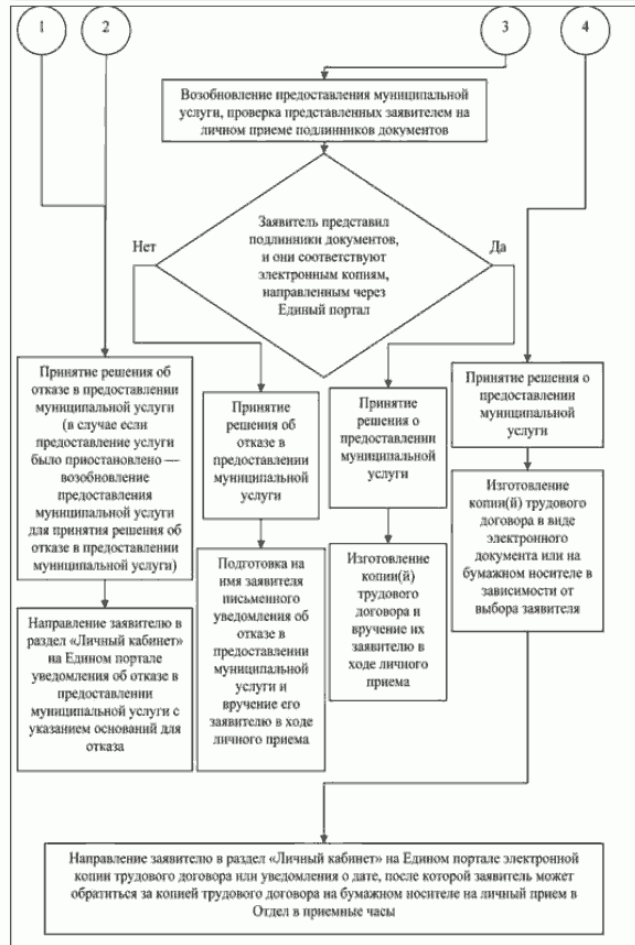 1
2
3
4
Возобновление предоставления муниципальной
услуги, проверка представленных заявителем на
личном приеме подлинников документов
Заявитель представил
подлинники документов,
и они соответствуют
электронным копиям,
направленным через
Единый портал
Нет
Да
Принятие решения об
отказе в предоставлении
муниципальной услуги
(в случае если
предоставление услуги
было приостановлено —
возобновление
предоставления
муниципальной услуги
для принятия решения об
отказе в предоставлении
муниципальной услуги)
Принятие
решения об
отказе в
предоставлении
муниципальной
услуги
Принятие
решения о
предоставлении
муниципальной
услуги
Принятие решения о
предоставлении
муниципальной
услуги
Направление заявителю в
раздел «Личный кабинет»
на Едином портале
уведомления об отказе в
предоставлении
муниципальной услуги с
указанием оснований для
отказа
Подготовка на
имя заявителя
письменного
уведомления об
отказе в
предоставлении
муниципальной
услуги и
вручение его
заявителю в ходе
личного приема
Изготовление
копии(й)
трудового
договора и
вручение их
заявителю в
ходе личного
приема
Изготовление
копии(й) трудового
договора в виде
электронного
документа или на
бумажном носителе в
зависимости от
выбора заявителя
Направление заявителю в раздел «Личный кабинет» на Едином портале электронной
копии трудового договора или уведомления о дате, после которой заявитель может
обратиться за копией трудового договора на бумажном носителе на личный прием в
Отдел в приемные часы